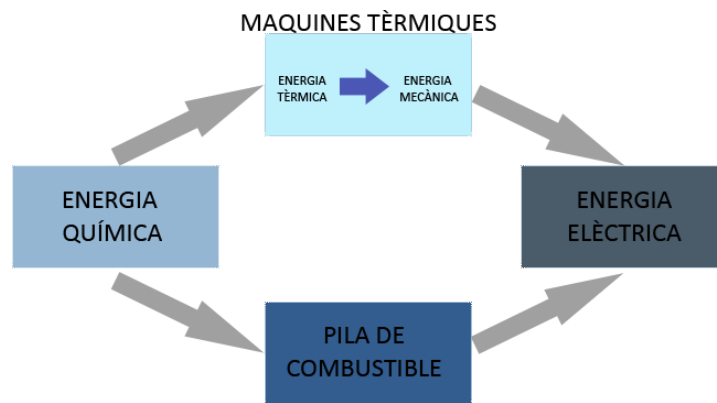 MAQUINES TÈRMIQUES
ENERGIA
TÈRMICA
ENERGIA
MECÀNICA
ENERGIA
QUÍMICA
ENERGIA
ELÈCTRICA
PILA DE
COMBUSTIBLE